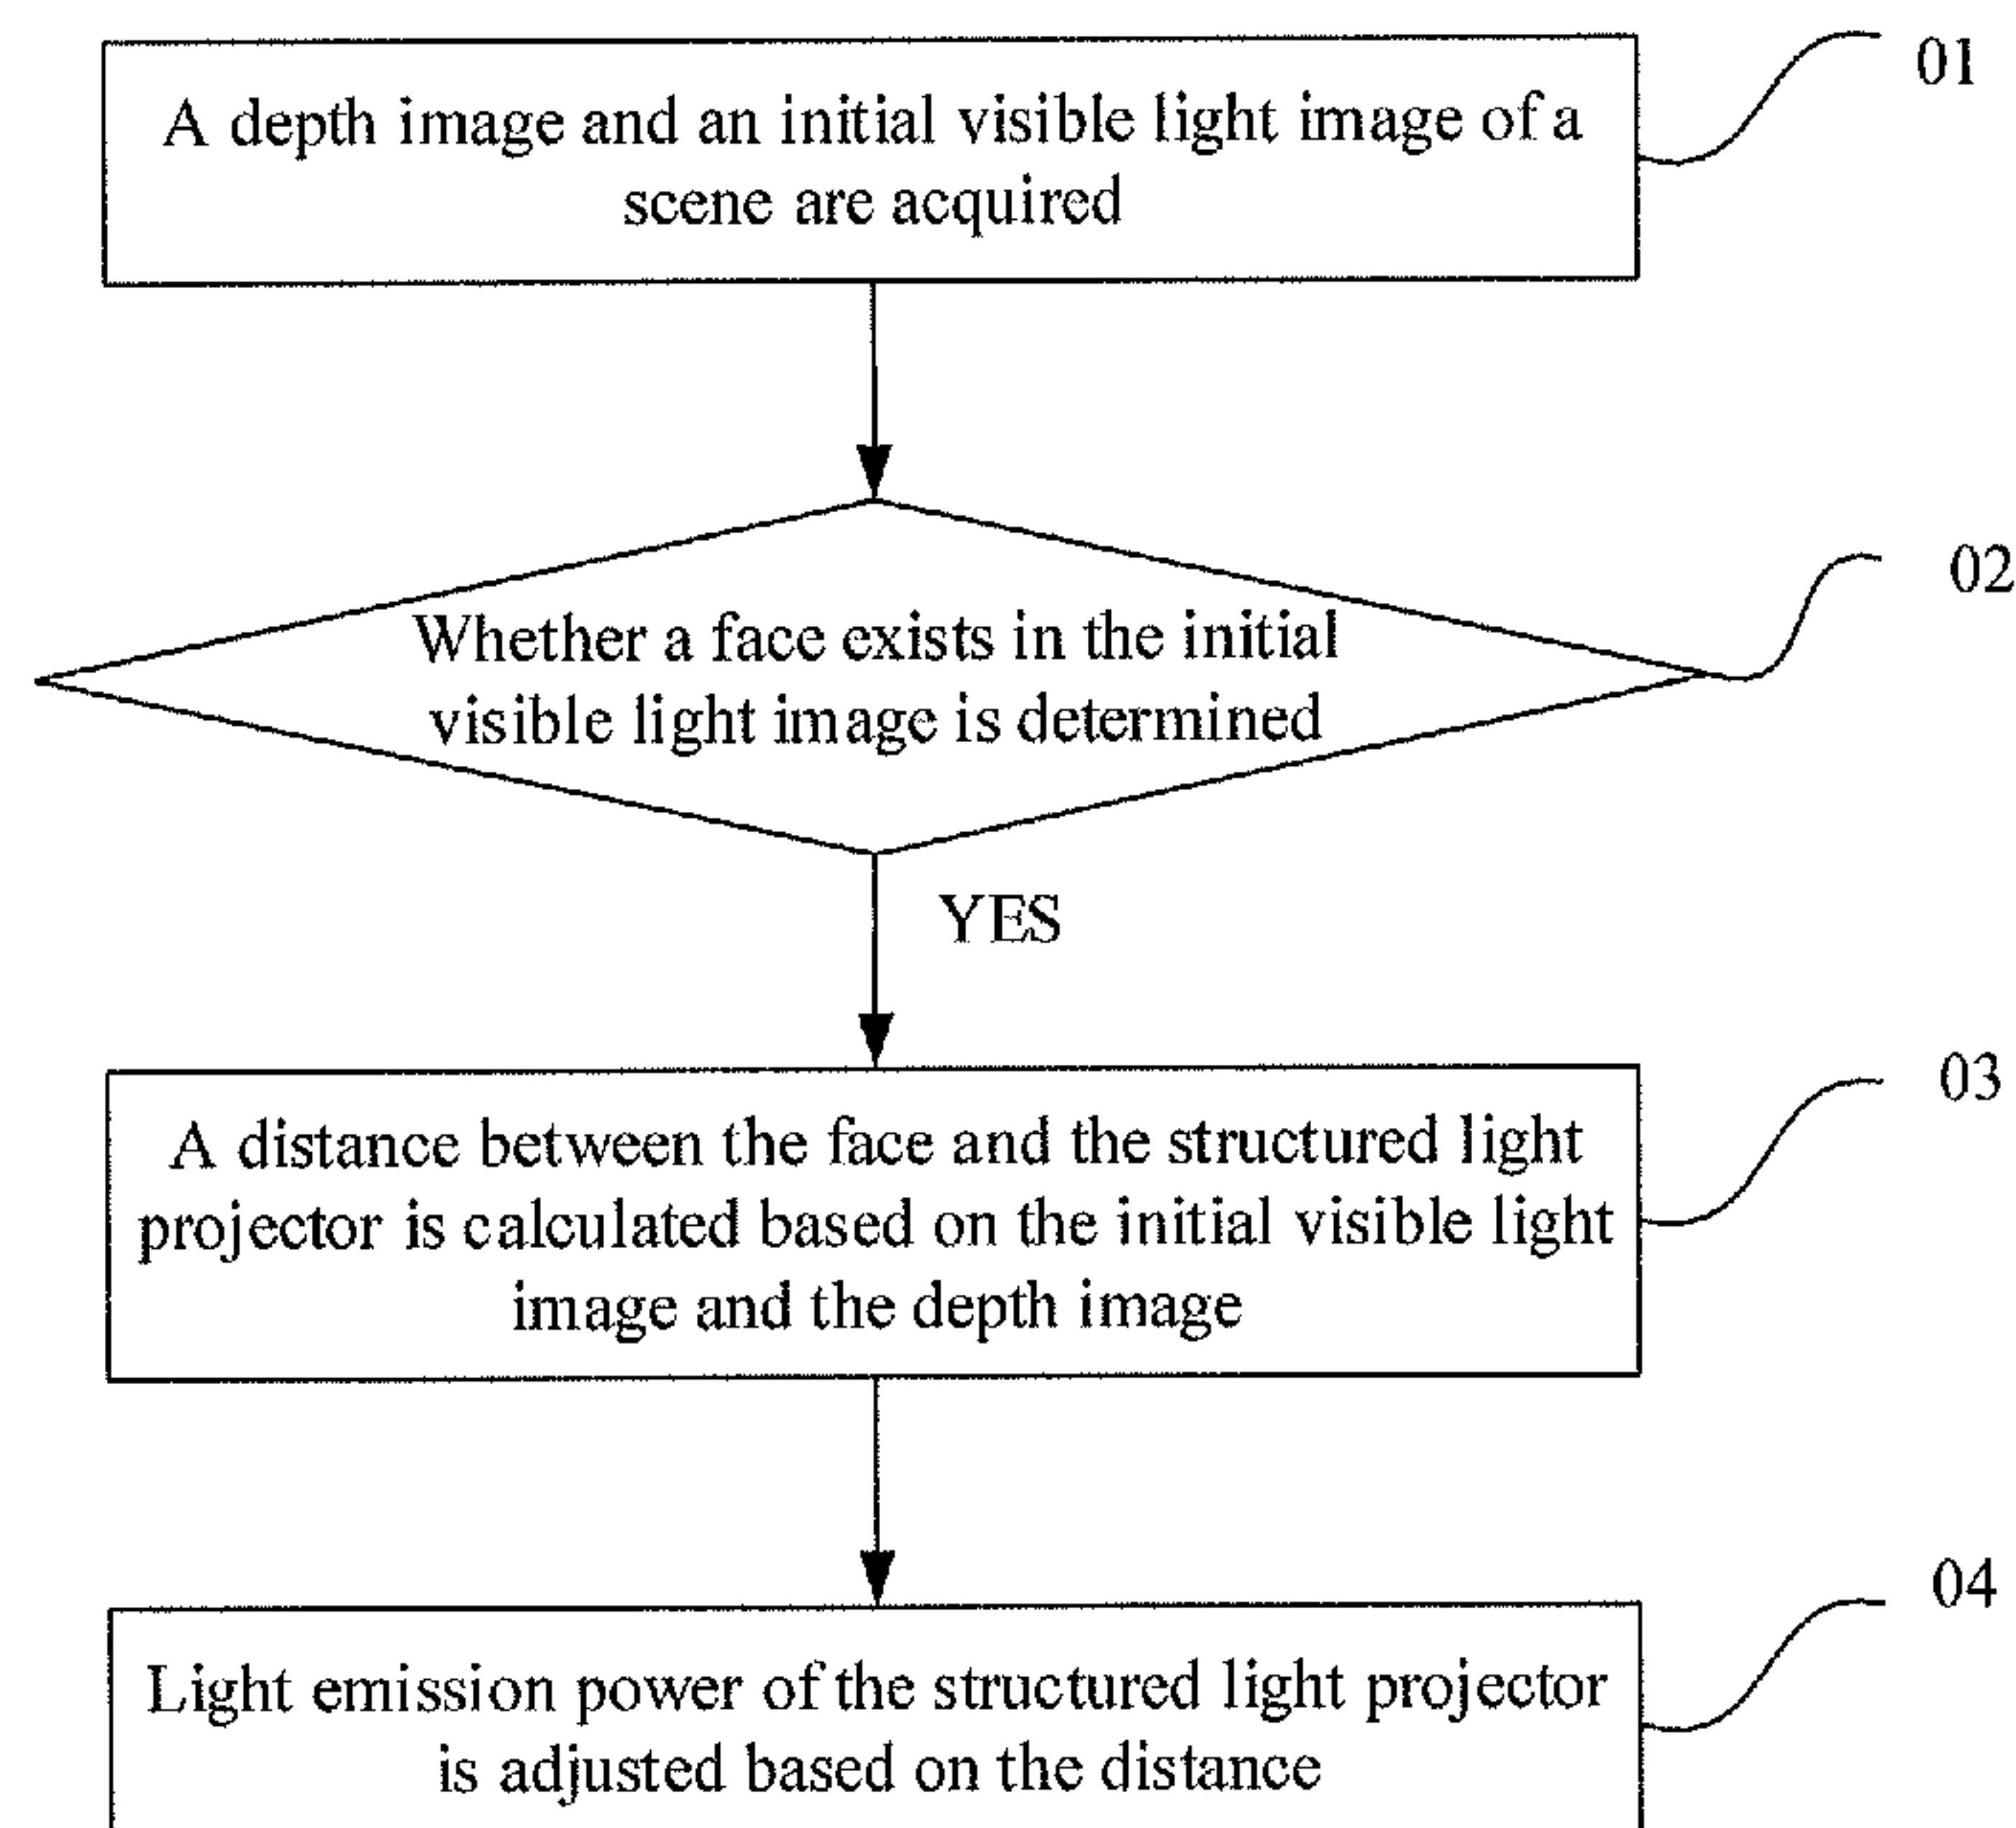 A depth image and an initial visible light image of a
scene are acquired
01
Whether a face exists in the initial
visible light image is determined
02
YES
A distance between the face and the structured light
projector is calculated based on the initial visible light
image and the depth image
03
Light emission power of the structured light projector
is adjusted based on the distance
04